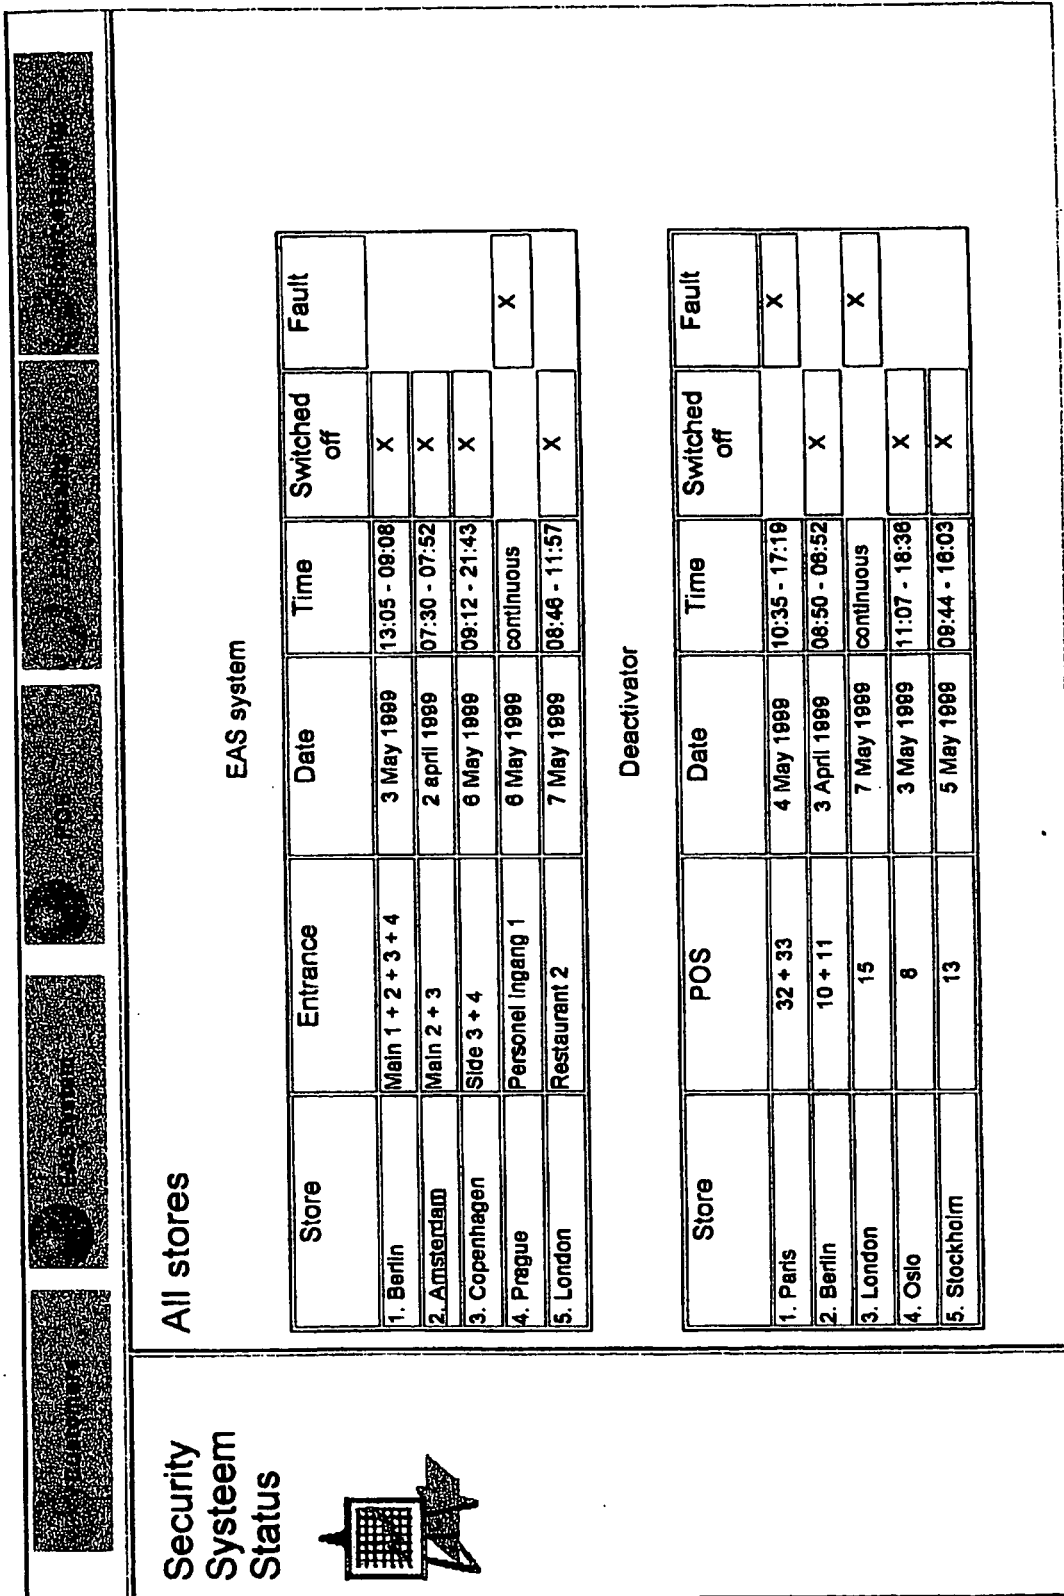 Customers
EAS System
POS
Security
Systeem
Status
All stores
EAS system
Store Entrance Date Time Switched off Fault
1. Berlin Main 1 + 2 + 3 + 4 3 May 1999 13:05 - 09:08 X
2. Amsterdam Main 2 + 3 2 april 1999 07:30 - 07:52 X
3. Copenhagen Side 3 + 4 6 May 1999 09:12 - 21:43 X
4. Prague Personel Ingang 1 6 May 1999 continuous X
5. London Restaurant 2 7 May 1999 08:46 - 11:57 X
Deactivator
Store POS Date Time Switched off Fault
1. Paris 32 + 33 4 May 1999 10:35 - 17:19 X
2. Berlin 10 + 11 3 April 1999 06:50 - 06:52 X
3. London 15 7 May 1999 continuous X
4. Oslo 8 3 May 1999 11:07 - 18:36 X
5. Stockholm 13 5 May 1999 09:44 - 16:03 X